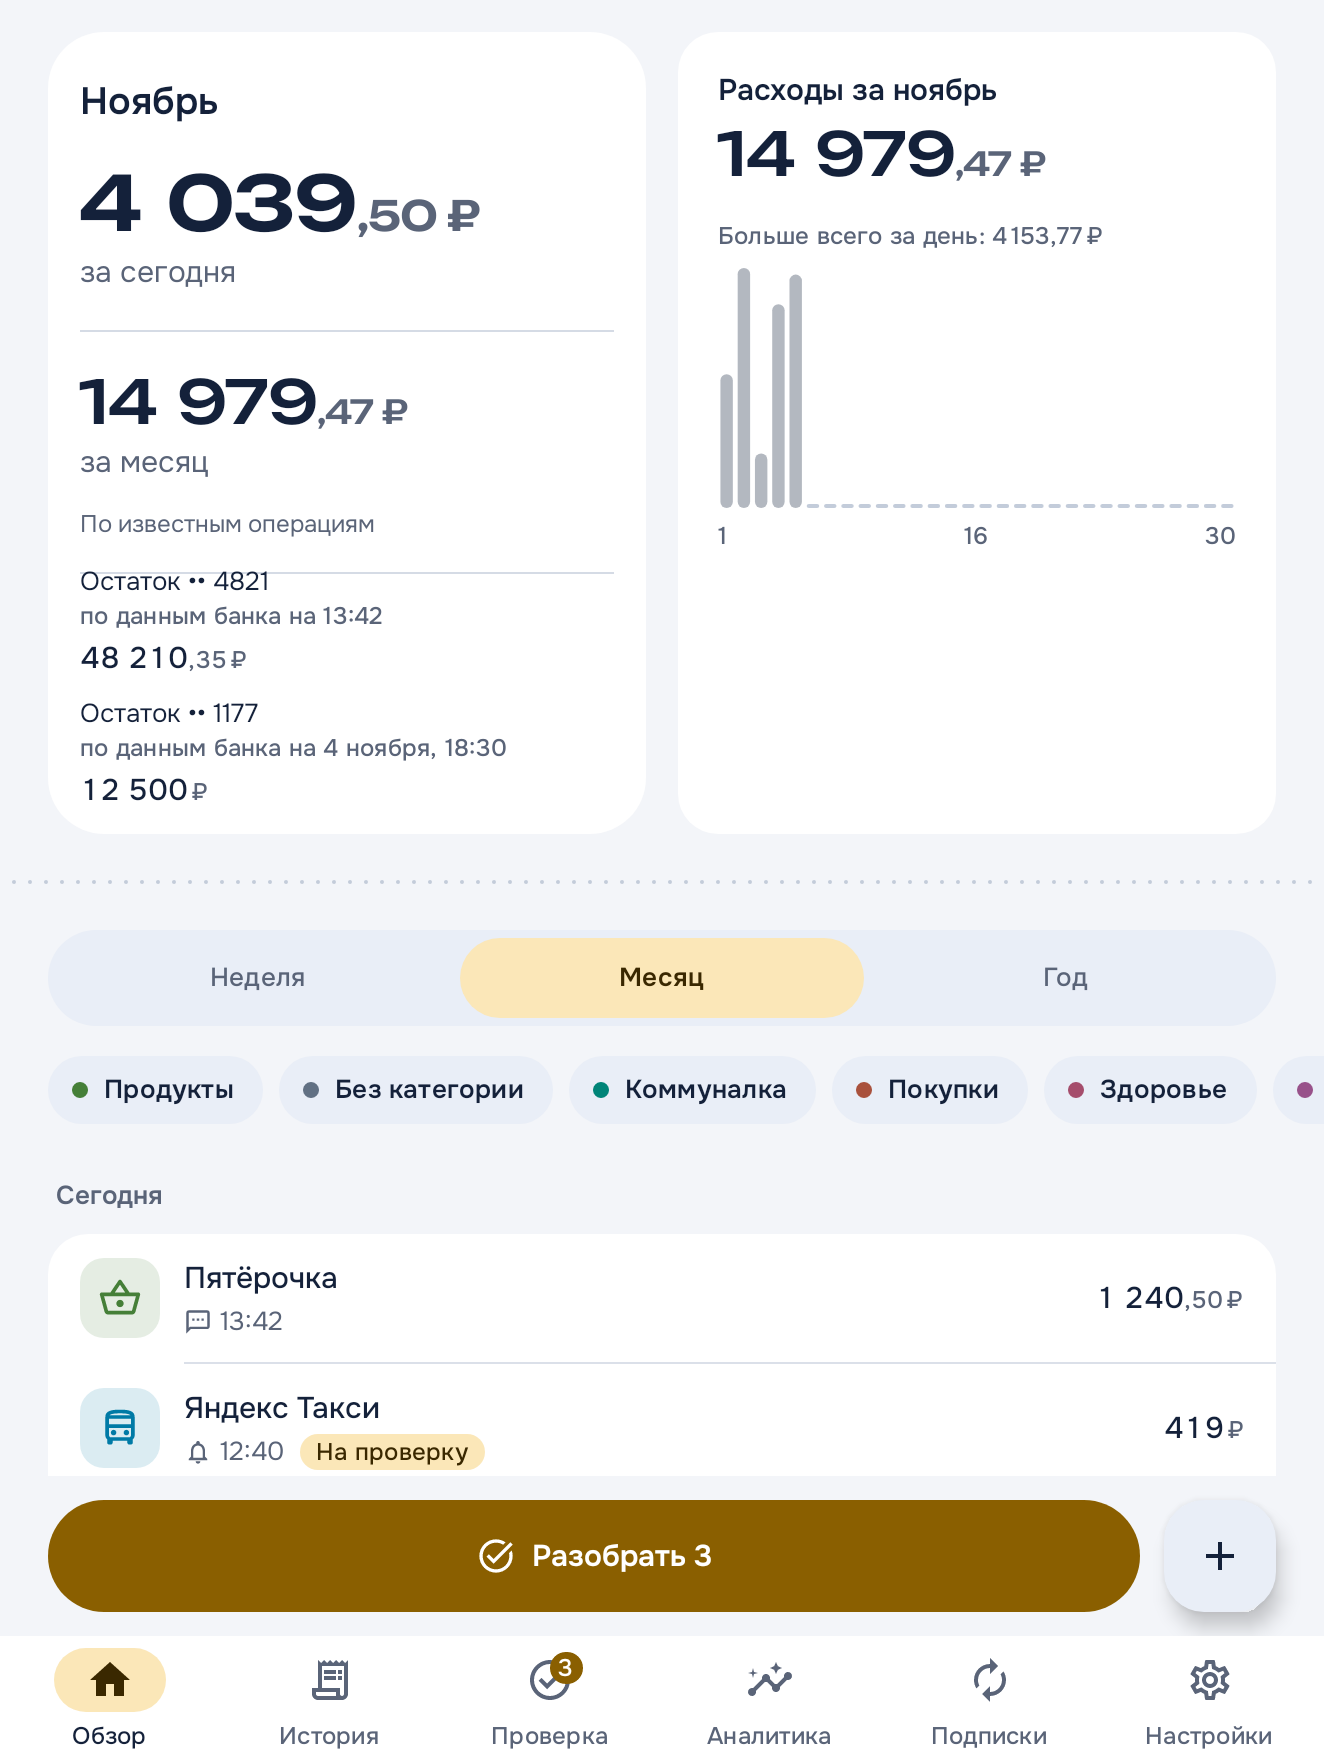 Ноябрь
4 039,50 ₽
за сегодня
14 979,47 ₽
за месяц
По известным операциям
Остаток •• 4821
по данным банка на 13:42
48 210,35 ₽
Остаток •• 1177
по данным банка на 4 ноября, 18:30
12 500 ₽
Расходы за ноябрь
14 979,47 ₽
Больше всего за день: 4 153,77 ₽
1 16 30
Неделя Месяц Год
Продукты Без категории Коммуналка Покупки Здоровье
Сегодня
Пятёрочка
13:42
1 240,50 ₽
Яндекс Такси
12:40 На проверку
419 ₽
Разобрать 3
3
Обзор История Проверка Аналитика Подписки Настройки